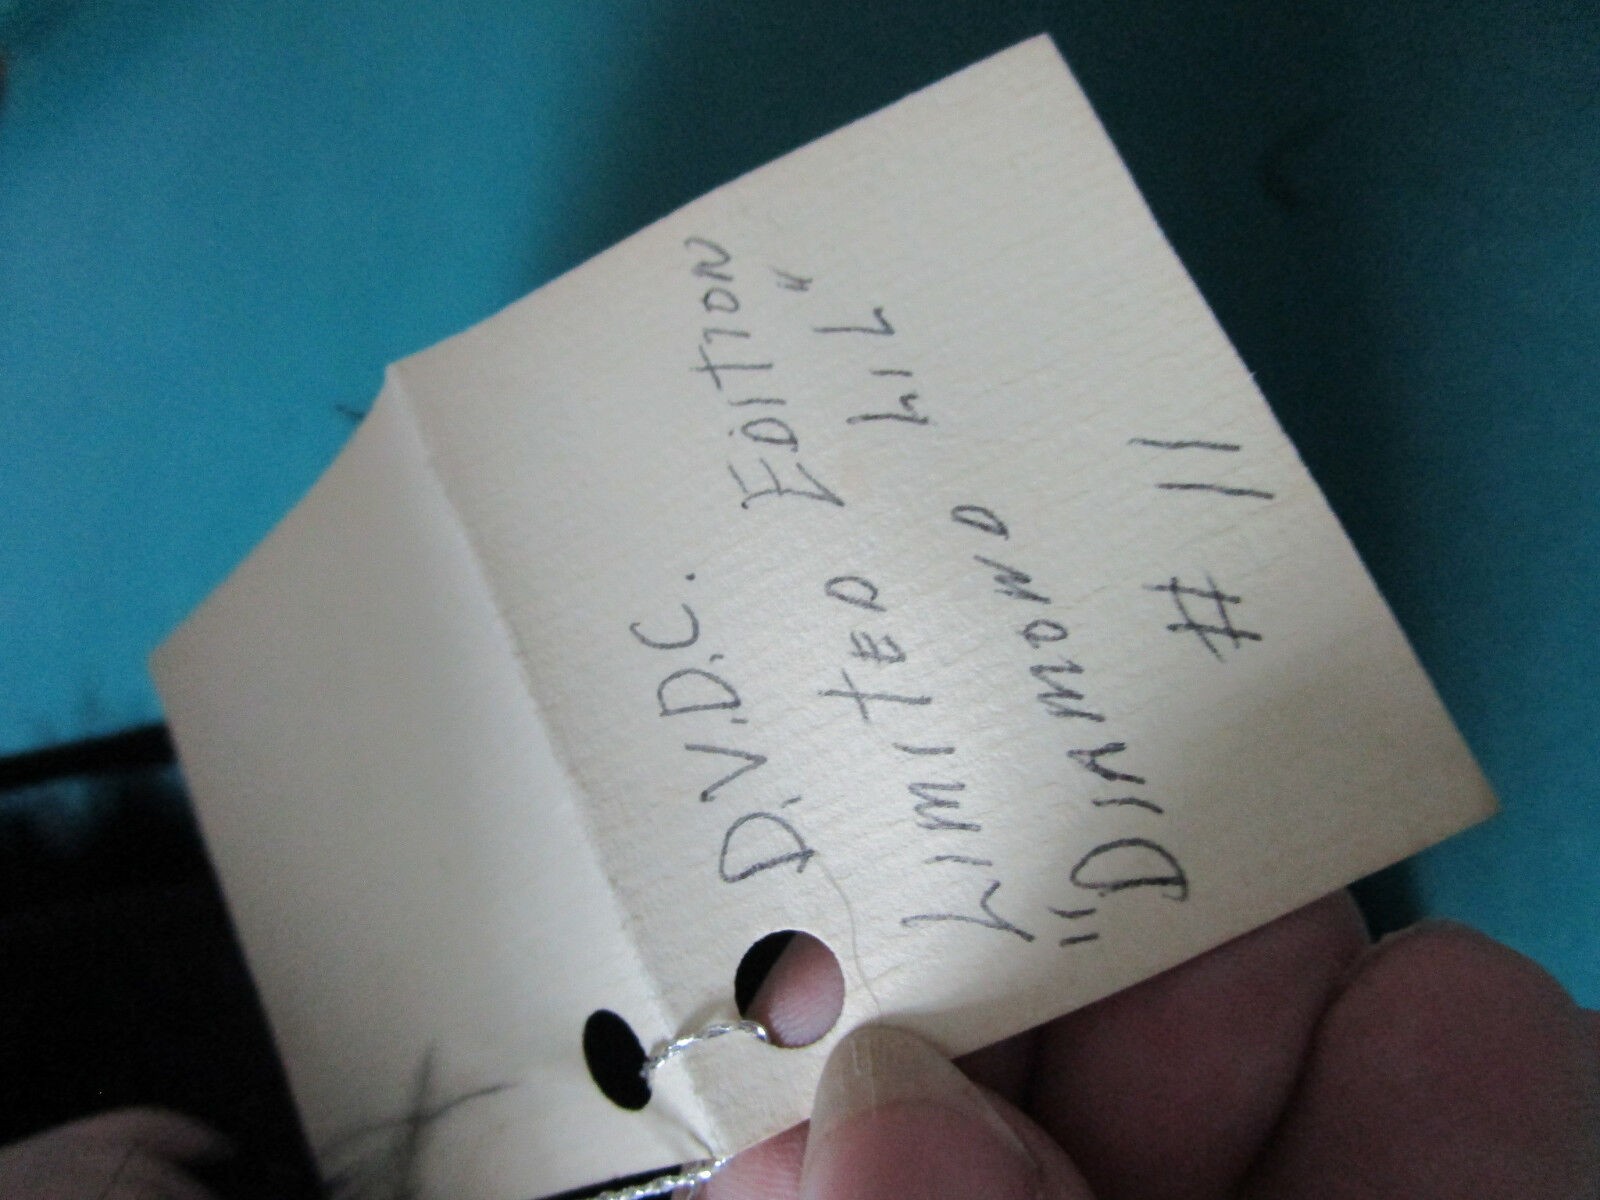 D.V.D.C.
LIMITED EDITION
"DIAMOND LIL"
# 11